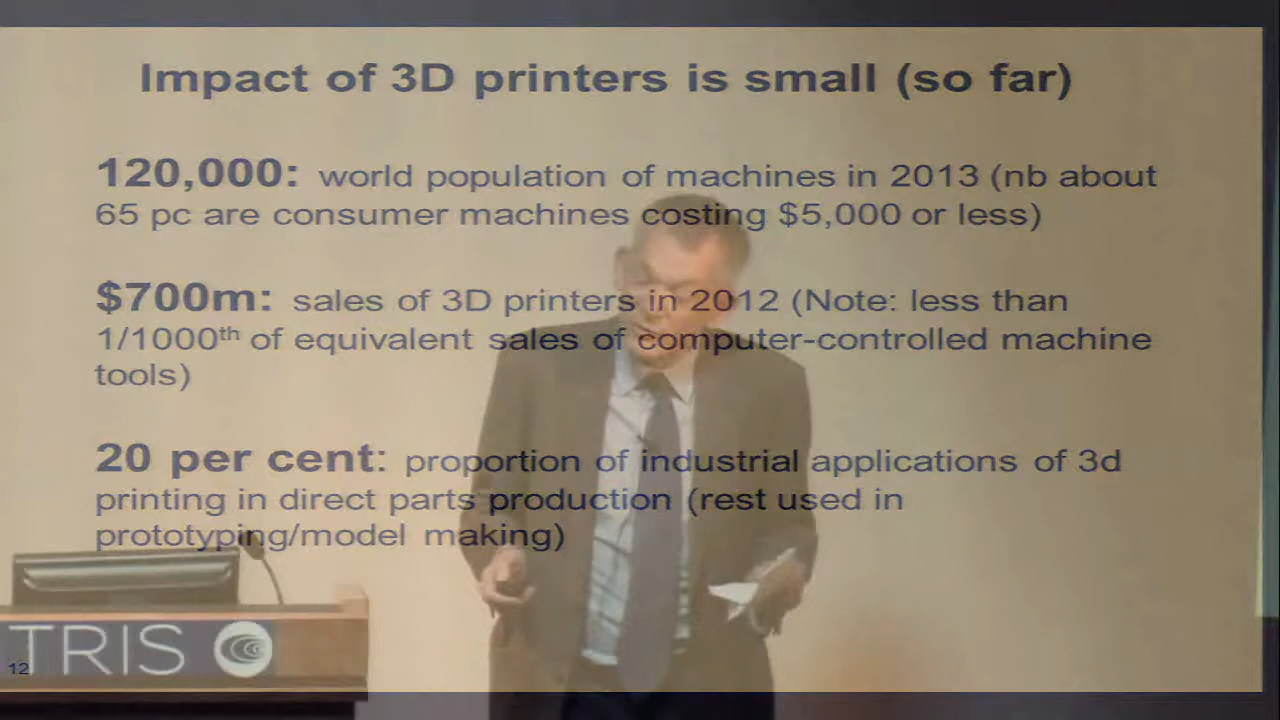 Impact of 3D printers is small (so far)
120,000: world population of machines in 2013 (nb about
65 pc are consumer machines costing $5,000 or less)
$700m: sales of 3D printers in 2012 (Note: less than
1/1000th of equivalent sales of computer-controlled machine
tools)
20 per cent: proportion of industrial applications of 3d
printing in direct parts production (rest used in
prototyping/model making)
TRIS
12